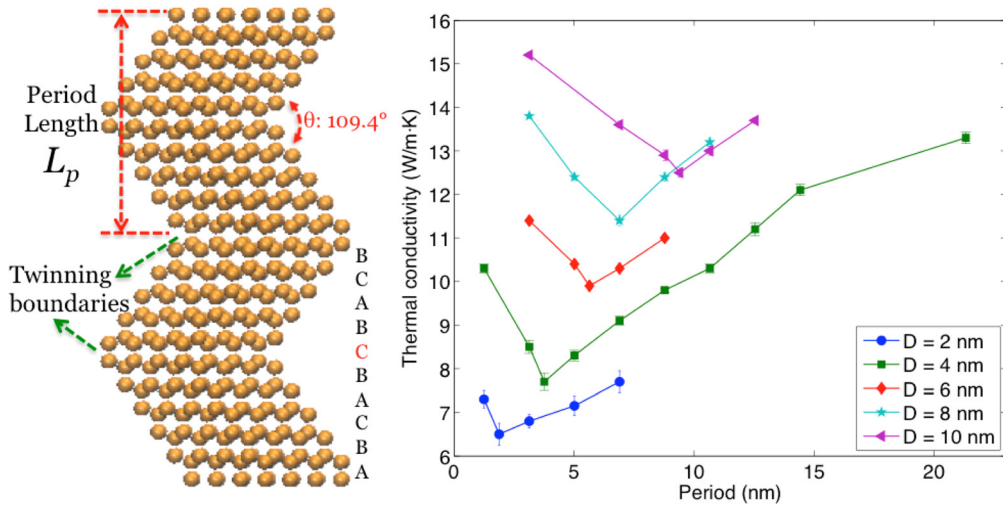 Period
Length
Lp
θ: 109.4°
Twinning
boundaries
B
C
A
B
C
B
A
C
B
A
Thermal conductivity (W/m·K)
16
15
14
13
12
11
10
9
8
7
6
0
5
10
15
20
Period (nm)
D = 2 nm
D = 4 nm
D = 6 nm
D = 8 nm
D = 10 nm